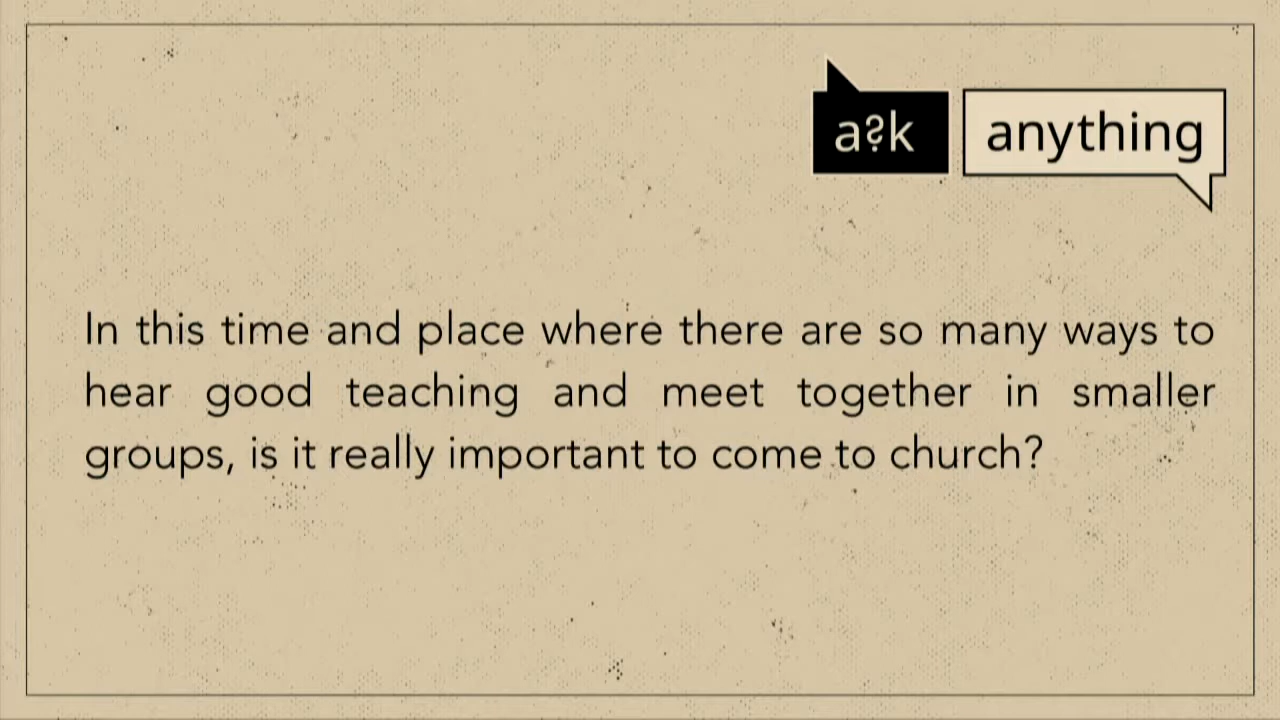 a?k anything
In this time and place where there are so many ways to
hear good teaching and meet together in smaller
groups, is it really important to come to church?